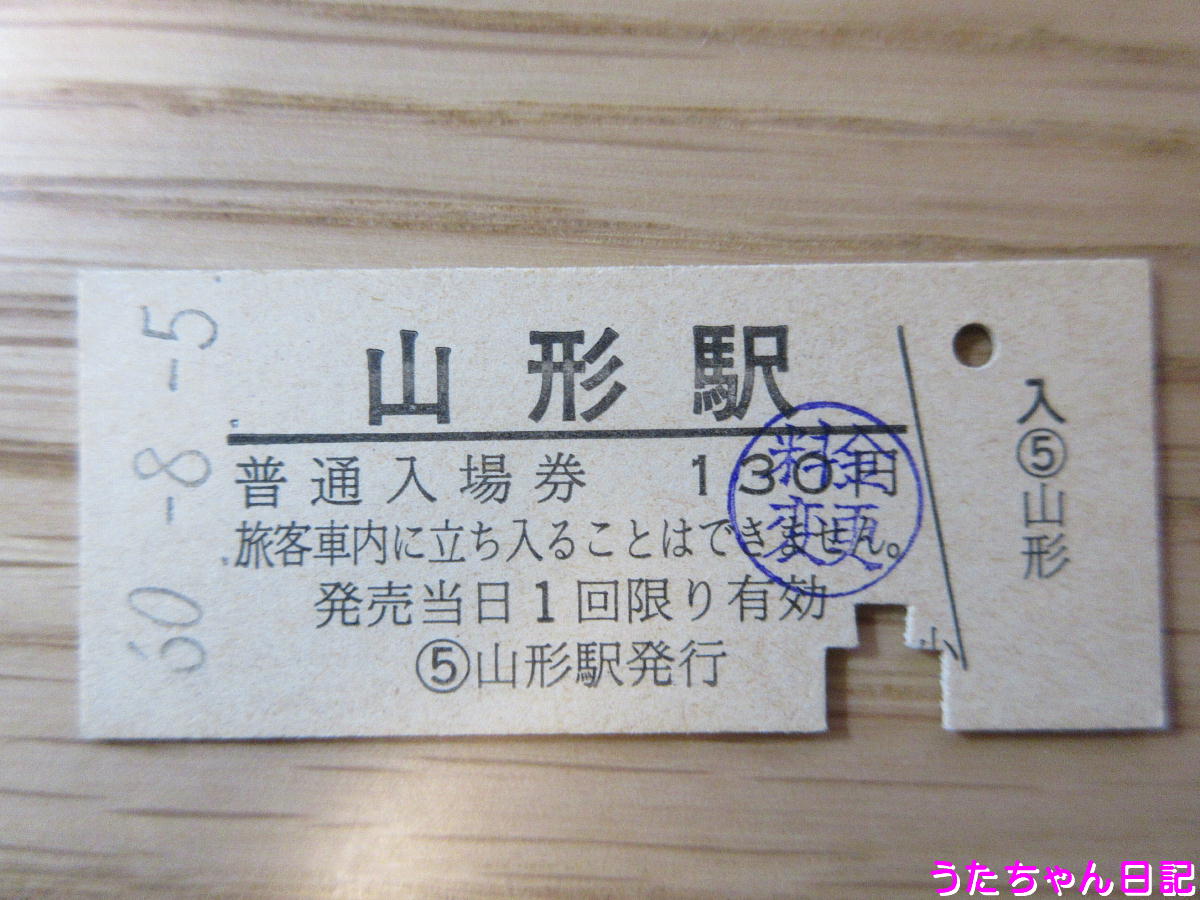 60-8-5
山形駅
普通入場券 130円
料金
変更
旅客車内に立ち入ることはできません。
発売当日1回限り有効
⑤山形駅発行
小
入
⑤
山形
うたちゃん日記